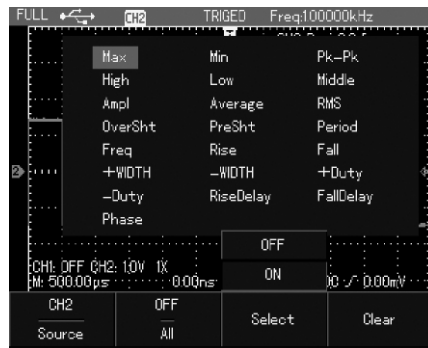 FULL CH2 TRIGED Freq:100000kHz
Max Min Pk-Pk
High Low Middle
Ampl Average RMS
OverSht PreSht Period
Freq Rise Fall
2 +WIDTH -WIDTH +Duty
-Duty RiseDelay FallDelay
Phase
OFF
CH1: OFF CH2: 1.0V 1X
ON
M: 500.00µs 0.00ns 0.00mV
CH2 OFF Select Clear
Source All